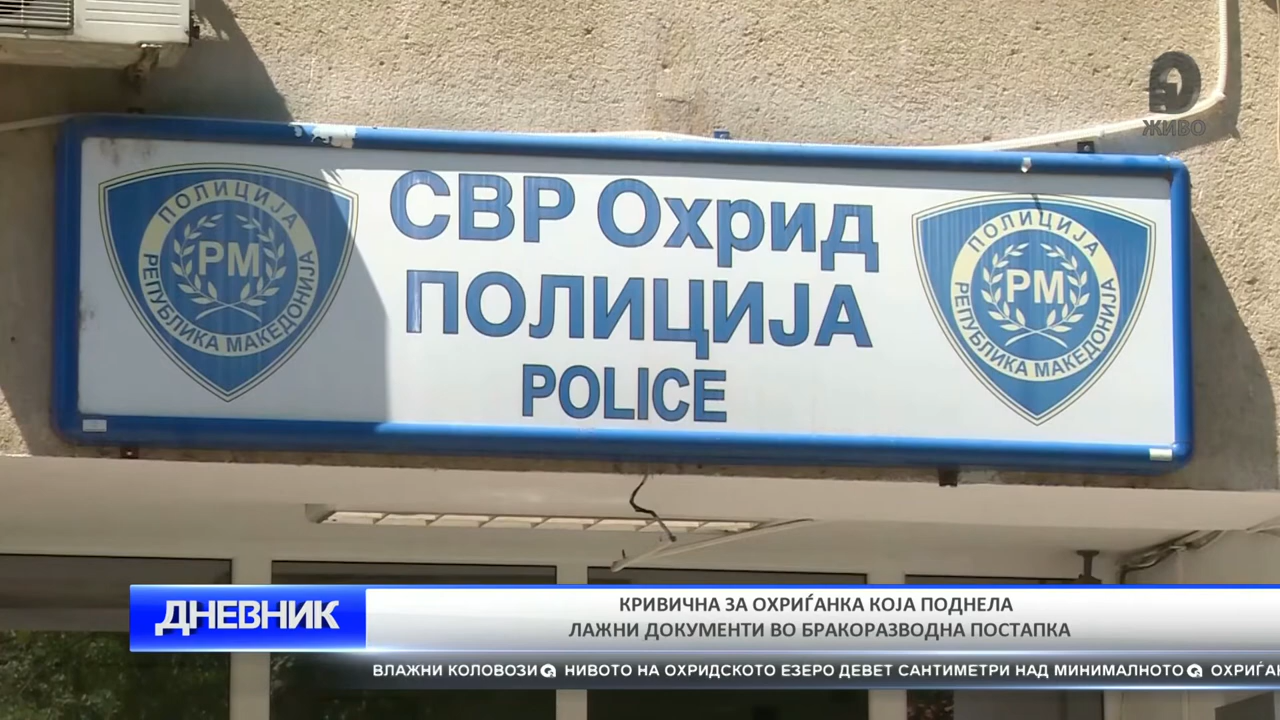 ЖИВО
СВР Охрид
ПОЛИЦИЈА
POLICE
ПОЛИЦИЈА
РМ
РЕПУБЛИКА МАКЕДОНИЈА
ПОЛИЦИЈА
РМ
РЕПУБЛИКА МАКЕДОНИЈА
ДНЕВНИК
КРИВИЧНА ЗА ОХРИЃАНКА КОЈА ПОДНЕЛА
ЛАЖНИ ДОКУМЕНТИ ВО БРАКОРАЗВОДНА ПОСТАПКА
ВЛАЖНИ КОЛОВОЗИ НИВОТО НА ОХРИДСКОТО ЕЗЕРО ДЕВЕТ САНТИМЕТРИ НАД МИНИМАЛНОТО